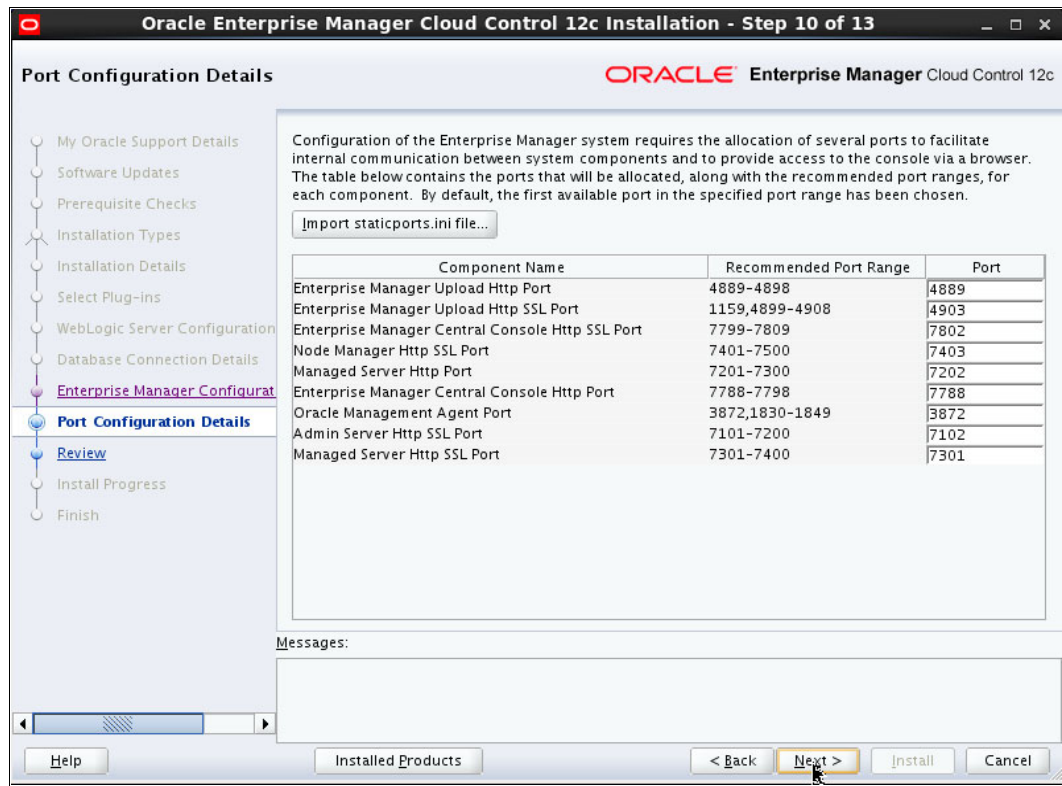 Oracle Enterprise Manager Cloud Control 12c Installation - Step 10 of 13
Port Configuration Details
ORACLE Enterprise Manager Cloud Control 12c
My Oracle Support Details
Software Updates
Prerequisite Checks
Installation Types
Installation Details
Select Plug-ins
WebLogic Server Configuration
Database Connection Details
Enterprise Manager Configurat
Port Configuration Details
Review
Install Progress
Finish
Configuration of the Enterprise Manager system requires the allocation of several ports to facilitate
internal communication between system components and to provide access to the console via a browser.
The table below contains the ports that will be allocated, along with the recommended port ranges, for
each component. By default, the first available port in the specified port range has been chosen.
Import staticports.ini file...
Component Name Recommended Port Range Port
Enterprise Manager Upload Http Port 4889-4898 4889
Enterprise Manager Upload Http SSL Port 1159,4899-4908 4903
Enterprise Manager Central Console Http SSL Port 7799-7809 7802
Node Manager Http SSL Port 7401-7500 7403
Managed Server Http Port 7201-7300 7202
Enterprise Manager Central Console Http Port 7788-7798 7788
Oracle Management Agent Port 3872,1830-1849 3872
Admin Server Http SSL Port 7101-7200 7102
Managed Server Http SSL Port 7301-7400 7301
Messages:
Help Installed Products < Back Next > Install Cancel